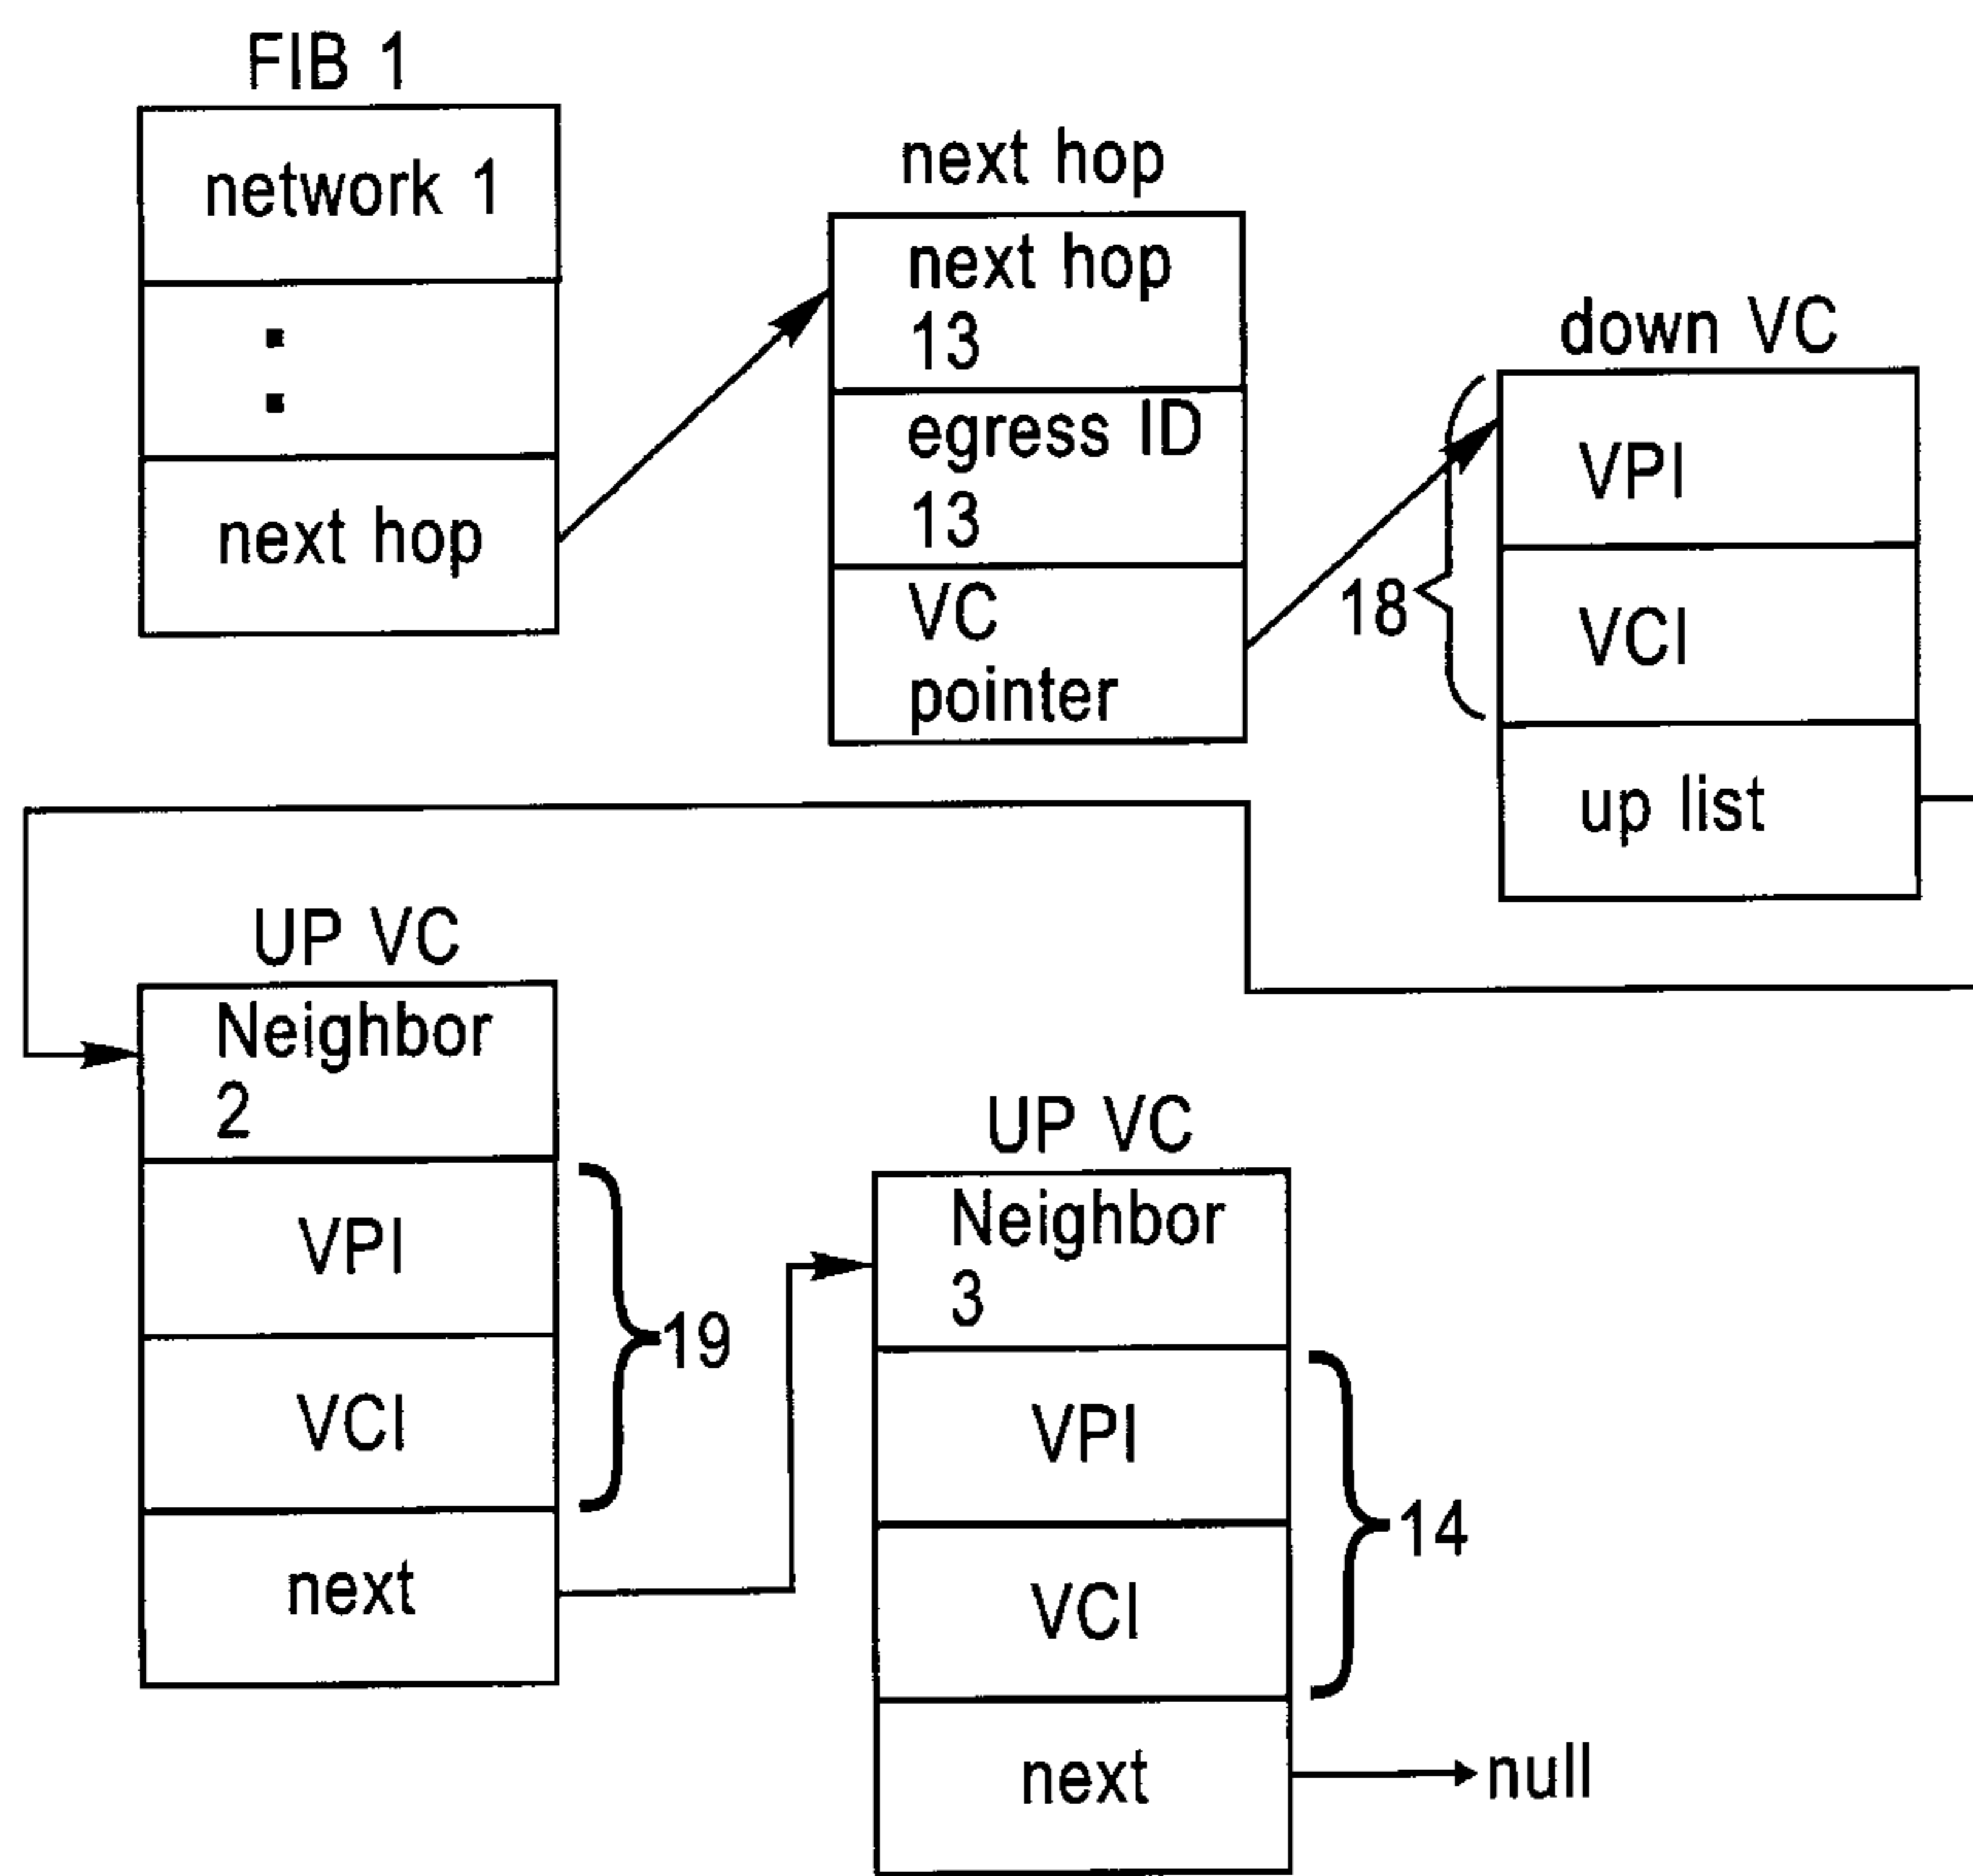 FIB 1
network 1
next hop
next hop
next hop
13
egress ID
13
VC
pointer
down VC
VPI
18
VCI
up list
UP VC
Neighbor
2
VPI
19
VCI
next
UP VC
Neighbor
3
VPI
14
VCI
next
null